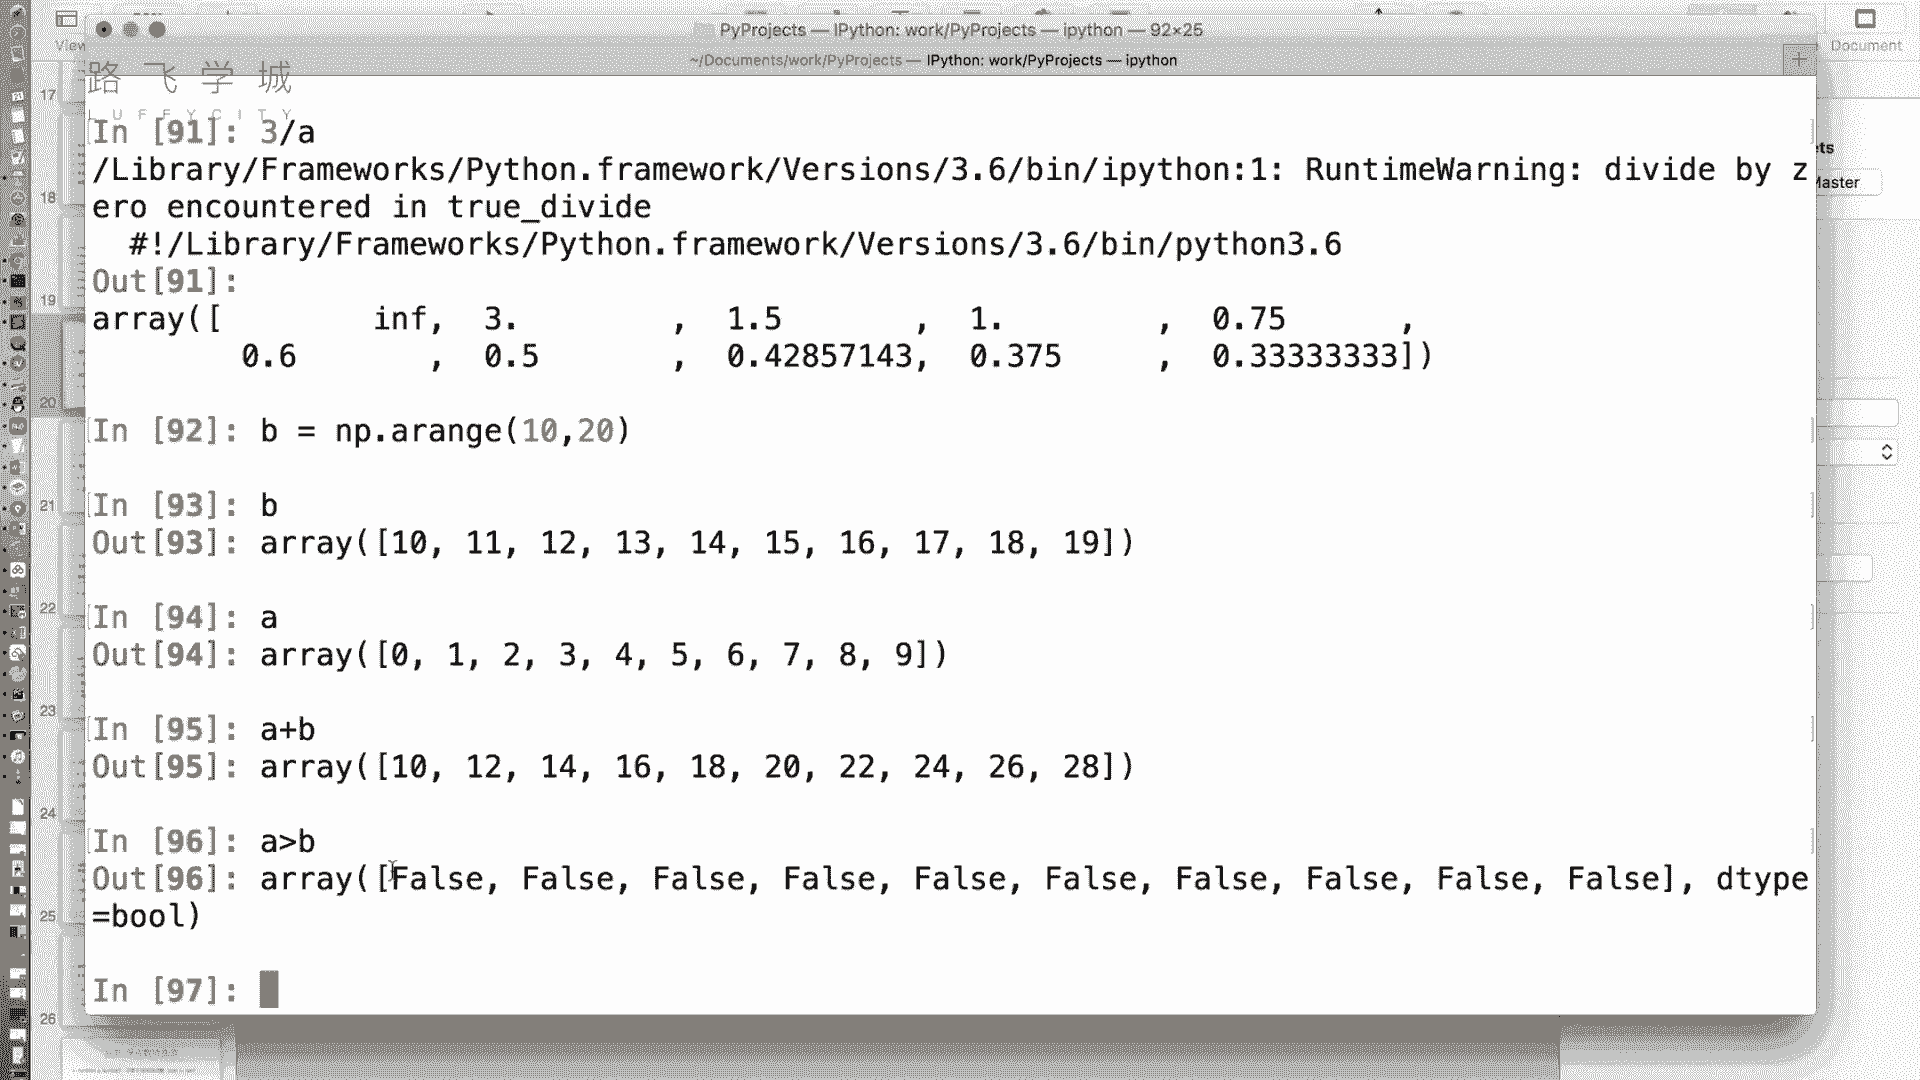 PyProjects — IPython: work/PyProjects — ipython — 92×25
View
Document
~/Documents/work/PyProjects — IPython: work/PyProjects — ipython
+
路飞学城
LUFFYCITY
17
In [91]: 3/a
/Library/Frameworks/Python.framework/Versions/3.6/bin/ipython:1: RuntimeWarning: divide by z
ero encountered in true_divide
#!/Library/Frameworks/Python.framework/Versions/3.6/bin/python3.6
Out[91]:
array([ inf, 3. , 1.5 , 1. , 0.75 ,
0.6 , 0.5 , 0.42857143, 0.375 , 0.33333333])
18
19
20
In [92]: b = np.arange(10,20)
In [93]: b
21
Out[93]: array([10, 11, 12, 13, 14, 15, 16, 17, 18, 19])
In [94]: a
22
Out[94]: array([0, 1, 2, 3, 4, 5, 6, 7, 8, 9])
23
In [95]: a+b
Out[95]: array([10, 12, 14, 16, 18, 20, 22, 24, 26, 28])
24
In [96]: a>b
Out[96]: array([False, False, False, False, False, False, False, False, False, False], dtype
=bool)
25
In [97]:
26